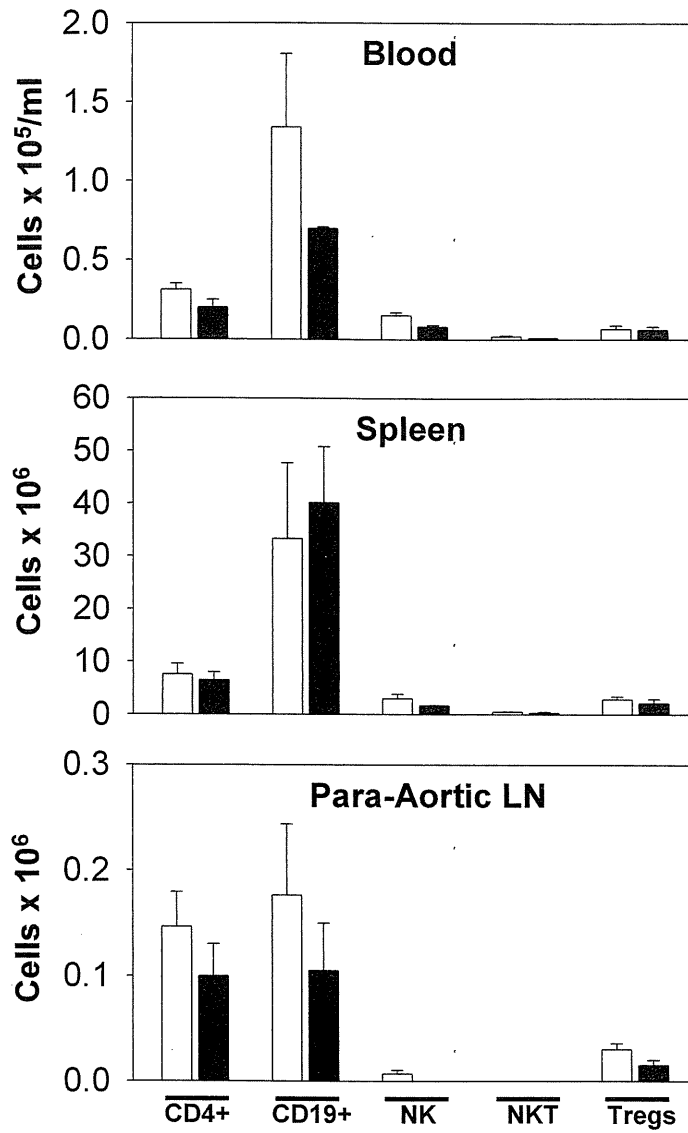 Blood
Cells x 10⁵/ml
2.0
1.5
1.0
0.5
0.0
Spleen
Cells x 10⁶
60
50
40
30
20
10
0
Para-Aortic LN
Cells x 10⁶
0.3
0.2
0.1
0.0
CD4+ CD19+ NK NKT Tregs